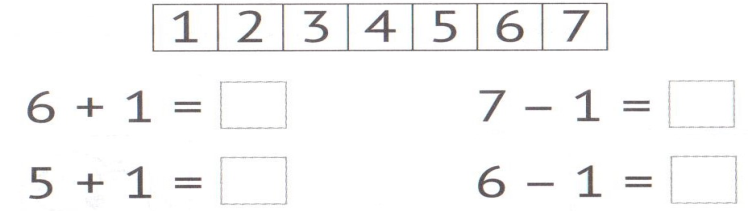 1 2 3 4 5 6 7
6 + 1 = 7 – 1 =
5 + 1 = 6 – 1 =